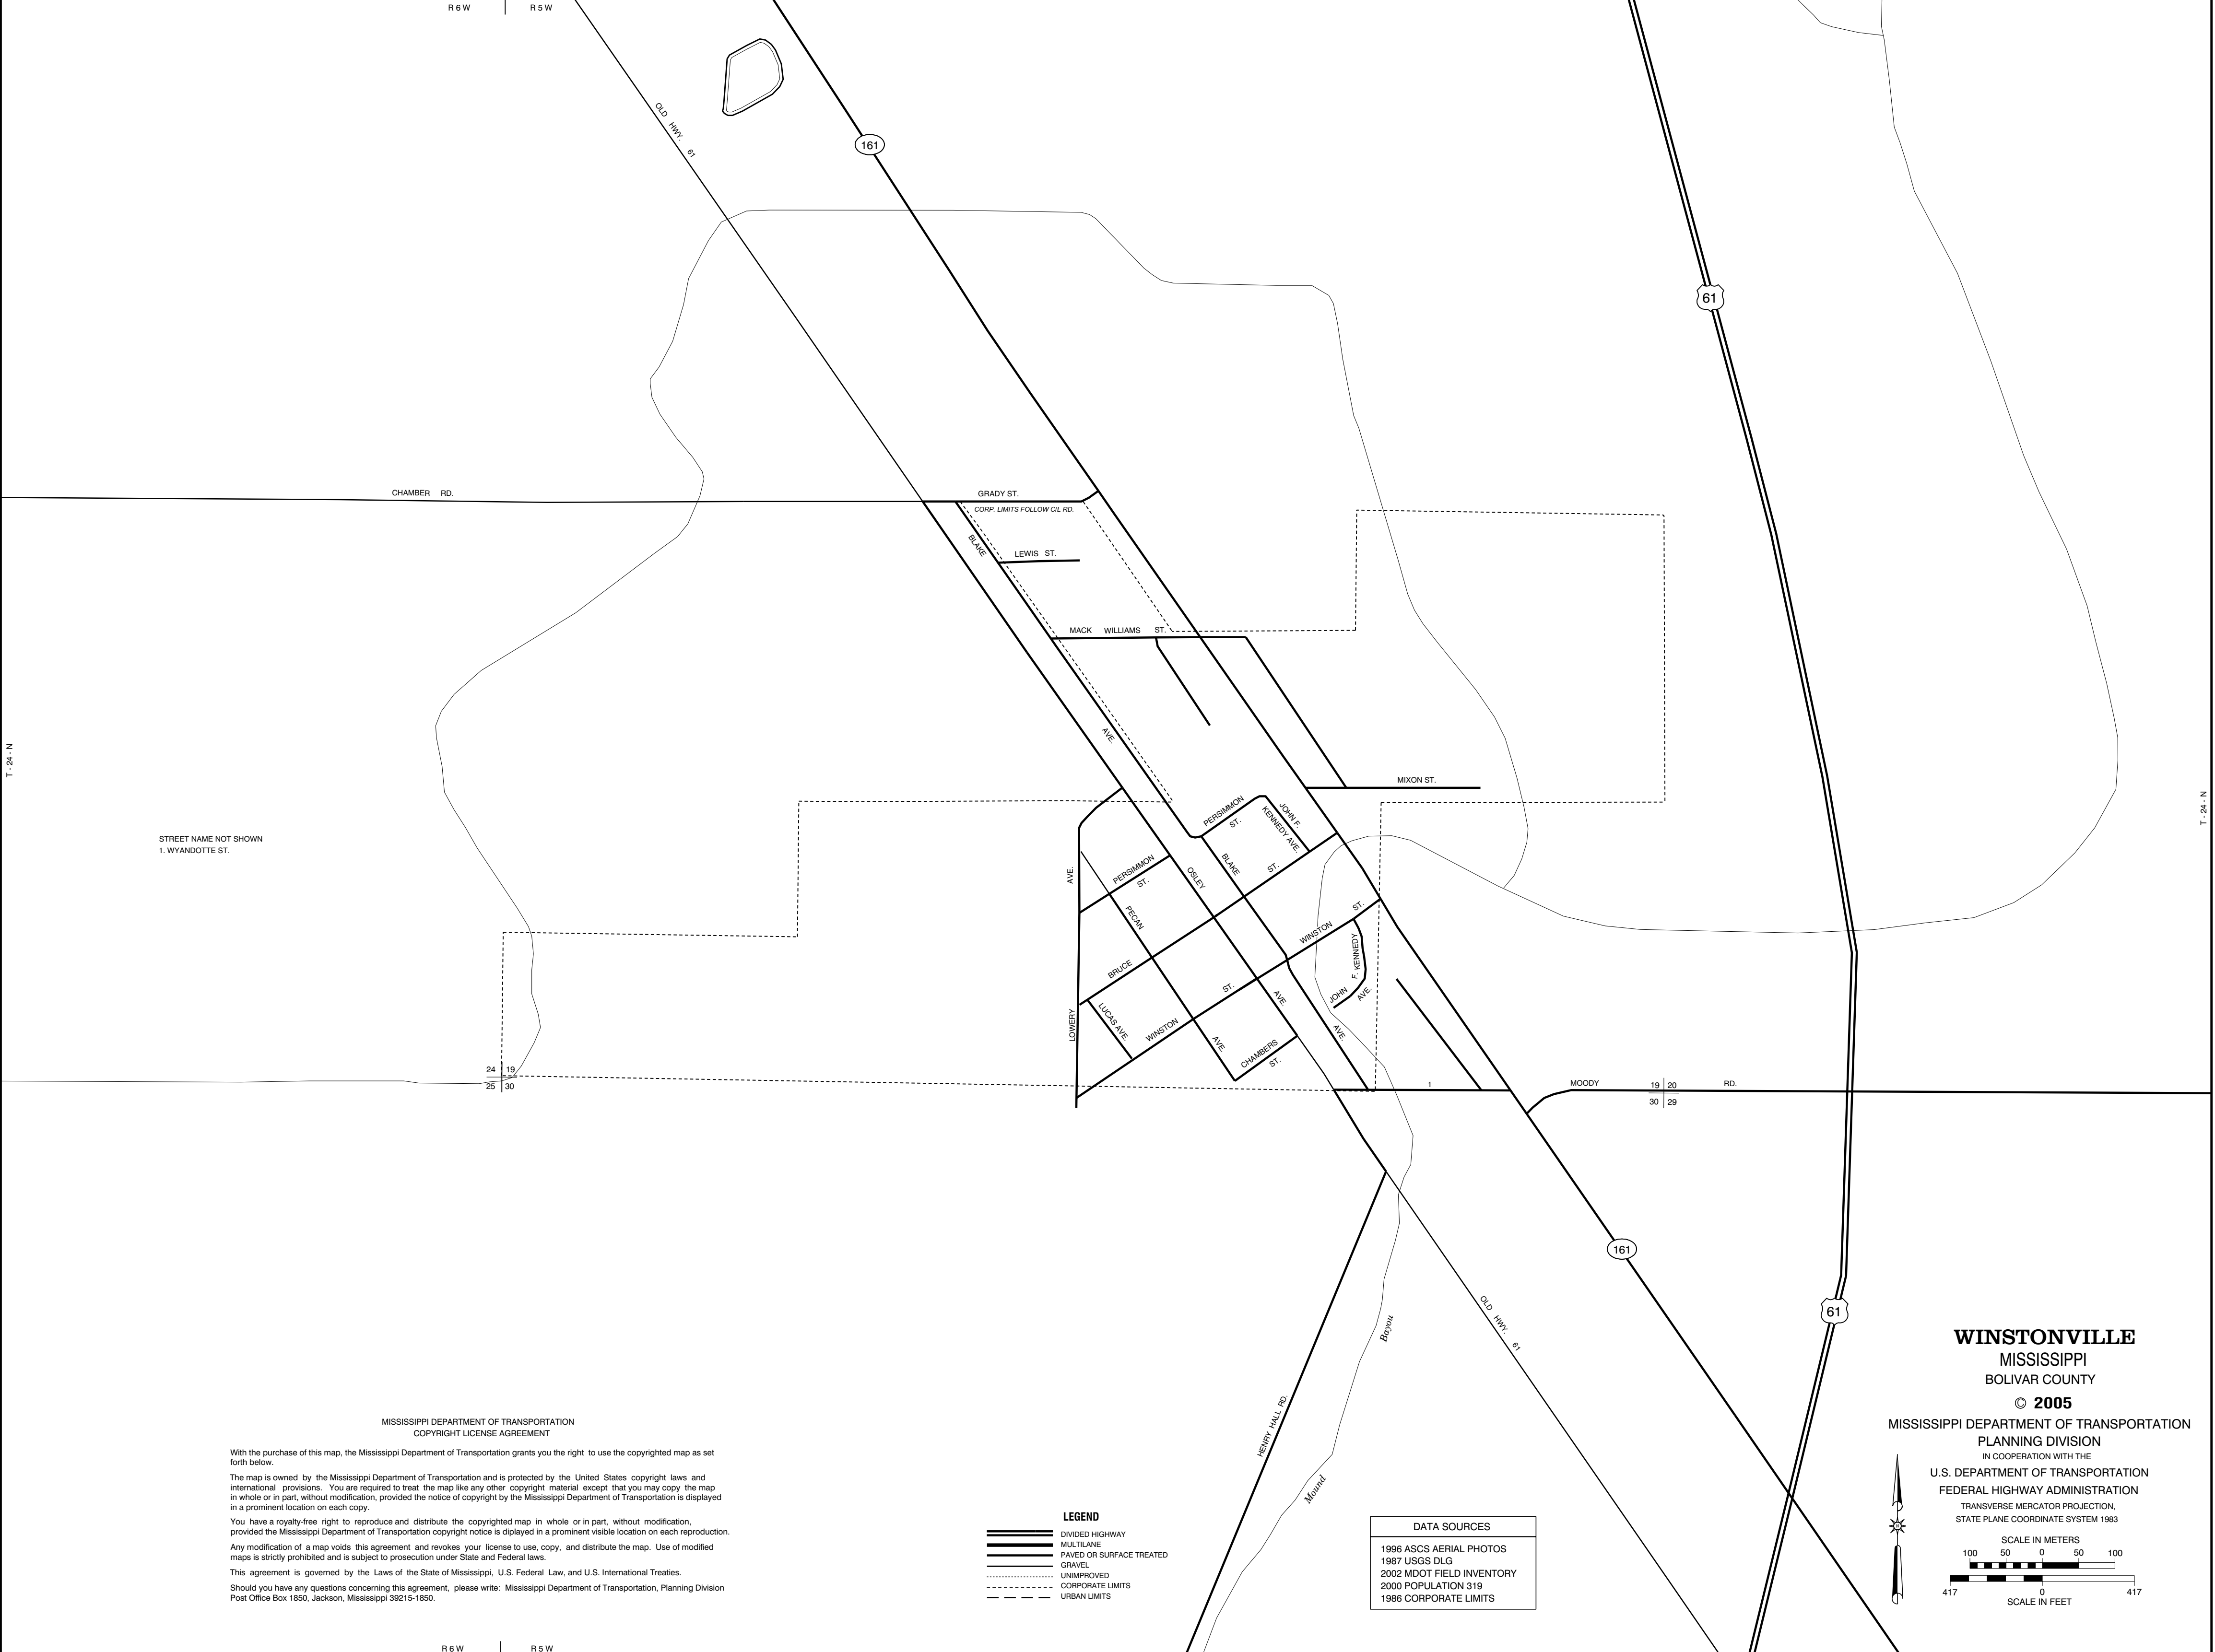 R 6 W
R 5 W
OLD HWY. 61
161
61
CHAMBER RD.
GRADY ST.
CORP. LIMITS FOLLOW C/L RD.
BLAKE
LEWIS ST.
MACK WILLIAMS ST.
AVE.
MIXON ST.
T - 24 - N
T - 24 - N
PERSIMMON
ST.
JOHN F.
KENNEDY AVE.
STREET NAME NOT SHOWN
1. WYANDOTTE ST.
AVE.
PERSIMMON
ST.
OSLEY
BLAKE
ST.
PECAN
WINSTON
ST.
BRUCE
F. KENNEDY
JOHN
AVE.
ST.
AVE.
LOWERY
LUCAS AVE.
WINSTON
AVE.
AVE.
CHAMBERS
ST.
24 19
25 30
1
MOODY
19 20
RD.
30 29
161
61
OLD HWY. 61
Bayou
HENRY HALL RD.
Mound
WINSTONVILLE
MISSISSIPPI
BOLIVAR COUNTY
© 2005
MISSISSIPPI DEPARTMENT OF TRANSPORTATION
PLANNING DIVISION
IN COOPERATION WITH THE
U.S. DEPARTMENT OF TRANSPORTATION
FEDERAL HIGHWAY ADMINISTRATION
TRANSVERSE MERCATOR PROJECTION,
STATE PLANE COORDINATE SYSTEM 1983
SCALE IN METERS
100 50 0 50 100
417 0 417
SCALE IN FEET
MISSISSIPPI DEPARTMENT OF TRANSPORTATION
COPYRIGHT LICENSE AGREEMENT
With the purchase of this map, the Mississippi Department of Transportation grants you the right to use the copyrighted map as set
forth below.
The map is owned by the Mississippi Department of Transportation and is protected by the United States copyright laws and
international provisions. You are required to treat the map like any other copyright material except that you may copy the map
in whole or in part, without modification, provided the notice of copyright by the Mississippi Department of Transportation is displayed
in a prominent location on each copy.
You have a royalty-free right to reproduce and distribute the copyrighted map in whole or in part, without modification,
provided the Mississippi Department of Transportation copyright notice is diplayed in a prominent visible location on each reproduction.
Any modification of a map voids this agreement and revokes your license to use, copy, and distribute the map. Use of modified
maps is strictly prohibited and is subject to prosecution under State and Federal laws.
This agreement is governed by the Laws of the State of Mississippi, U.S. Federal Law, and U.S. International Treaties.
Should you have any questions concerning this agreement, please write: Mississippi Department of Transportation, Planning Division
Post Office Box 1850, Jackson, Mississippi 39215-1850.
LEGEND
DIVIDED HIGHWAY
MULTILANE
PAVED OR SURFACE TREATED
GRAVEL
UNIMPROVED
CORPORATE LIMITS
URBAN LIMITS
DATA SOURCES
1996 ASCS AERIAL PHOTOS
1987 USGS DLG
2002 MDOT FIELD INVENTORY
2000 POPULATION 319
1986 CORPORATE LIMITS
R 6 W
R 5 W